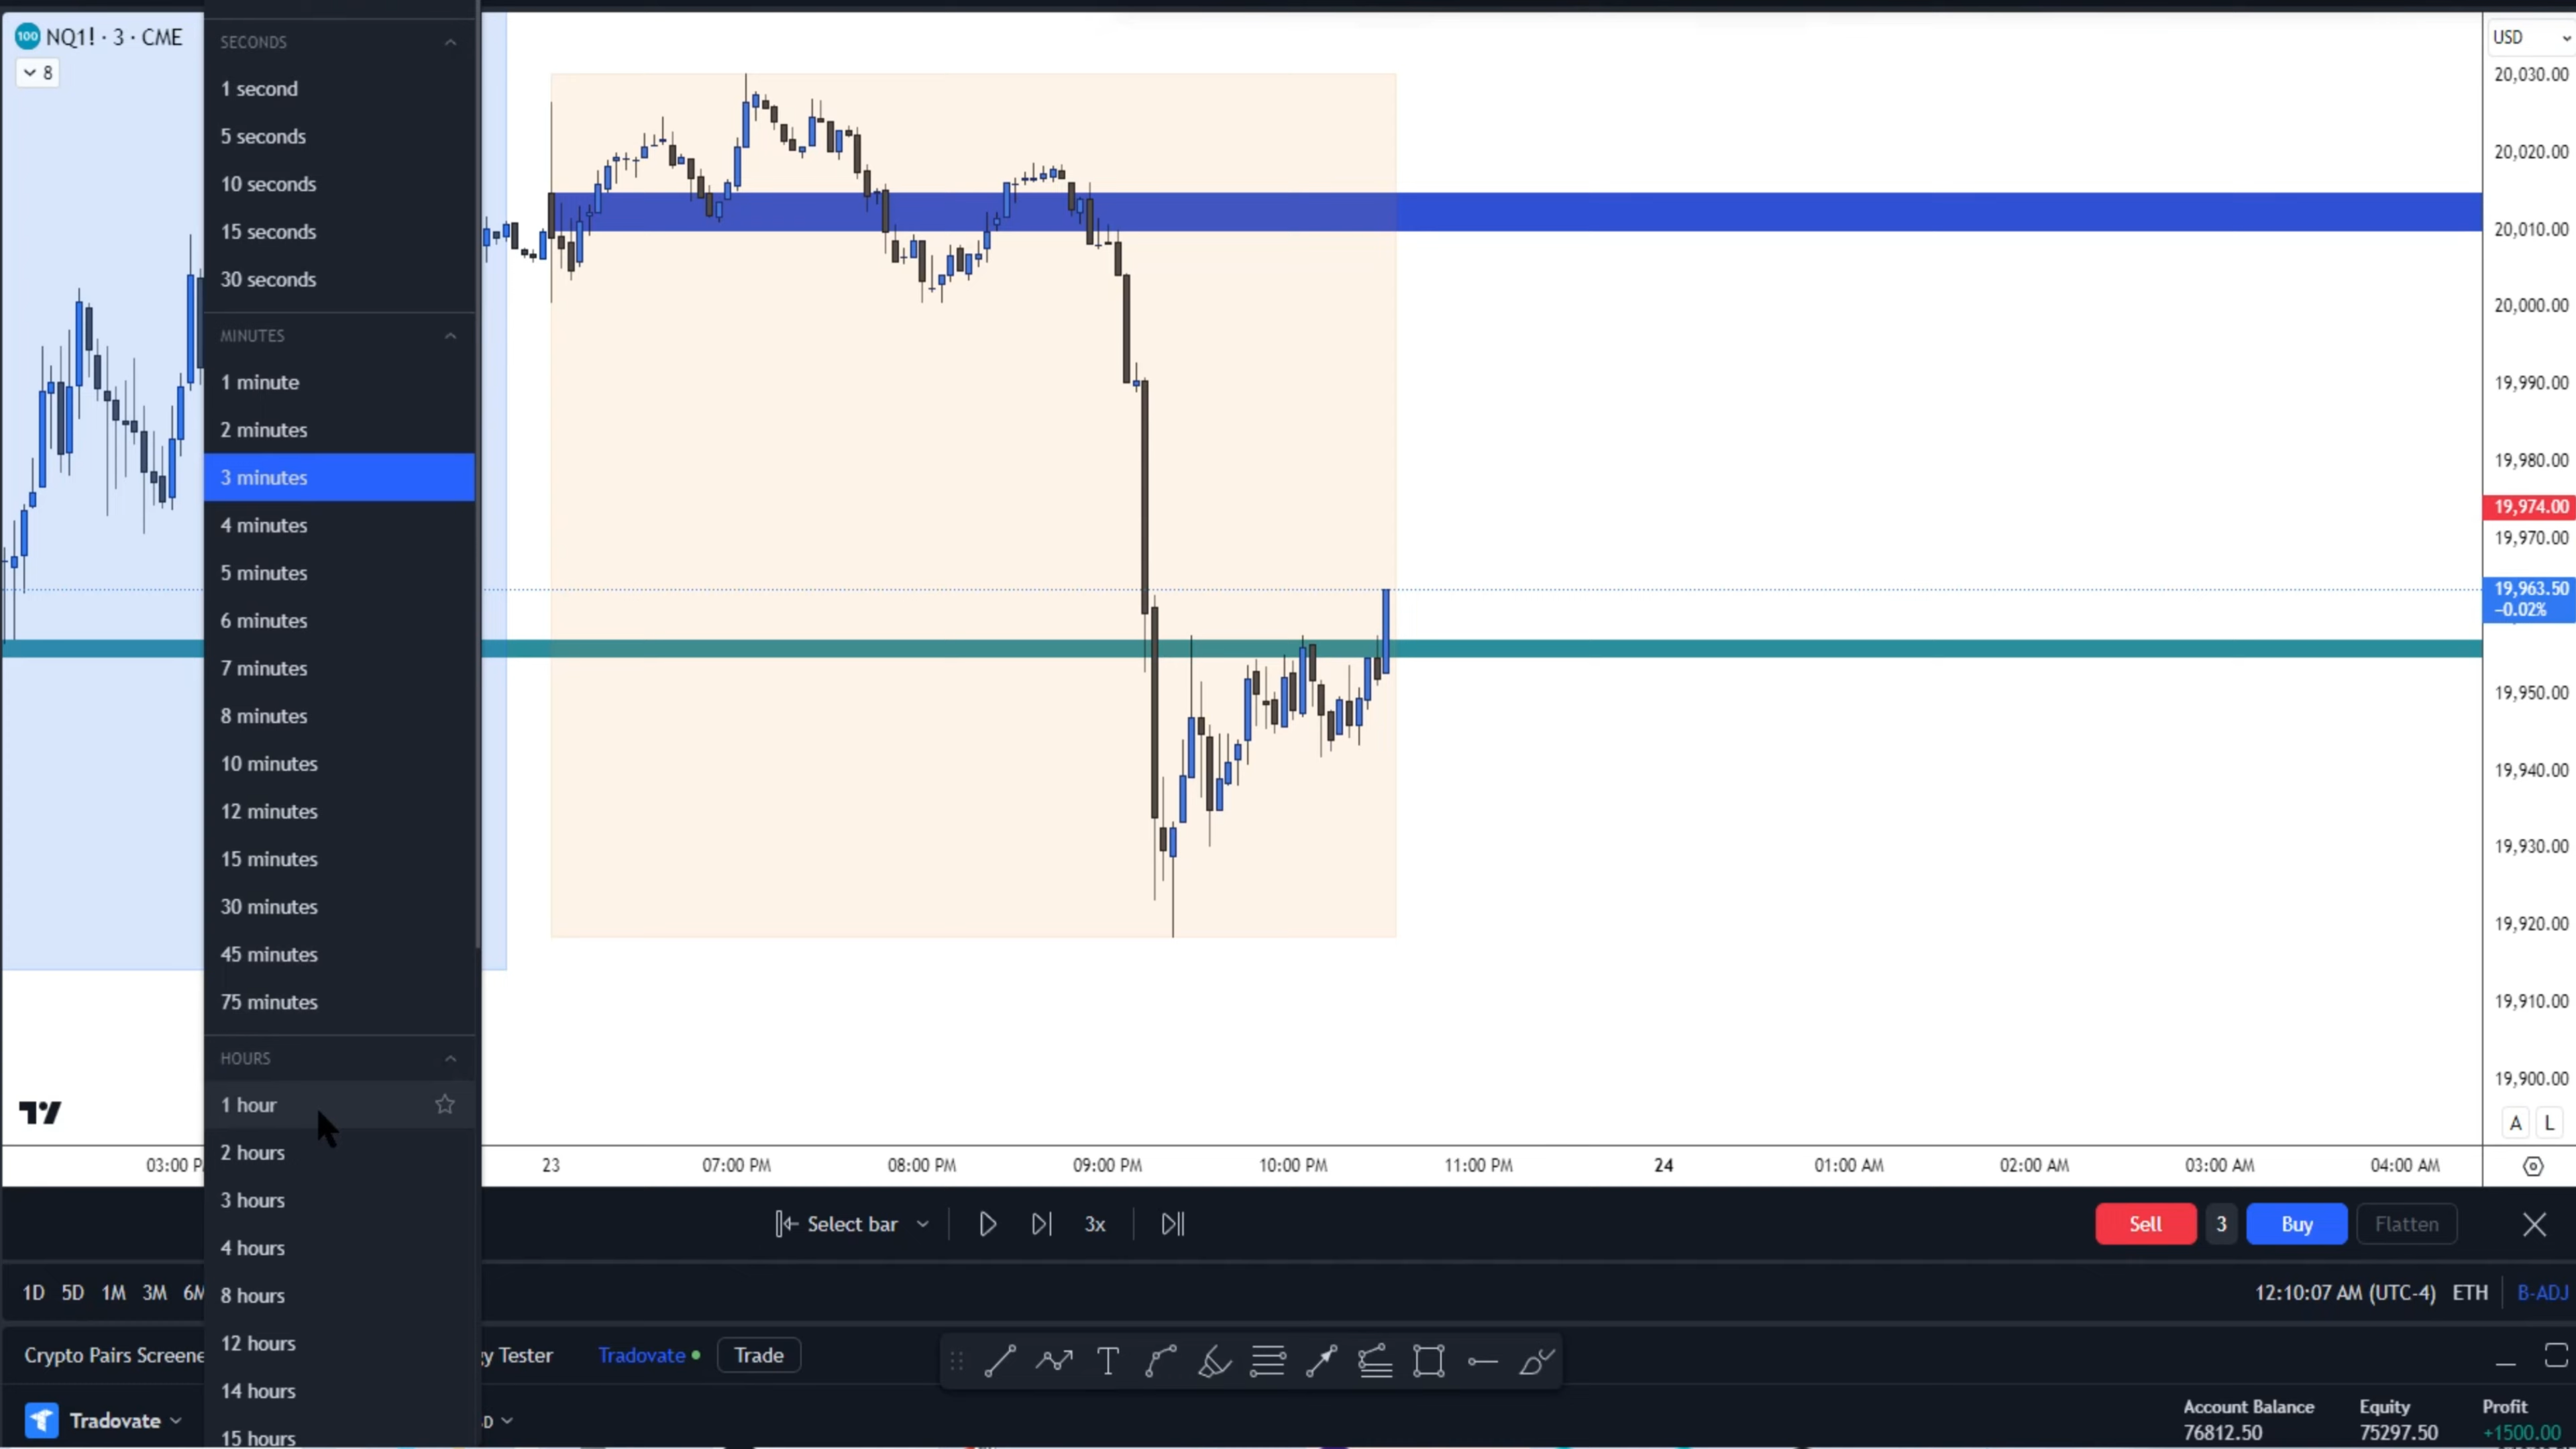 100 NQ1! · 3 · CME
8
SECONDS
1 second
5 seconds
10 seconds
15 seconds
30 seconds
MINUTES
1 minute
2 minutes
3 minutes
4 minutes
5 minutes
6 minutes
7 minutes
8 minutes
10 minutes
12 minutes
15 minutes
30 minutes
45 minutes
75 minutes
HOURS
1 hour
2 hours
3 hours
4 hours
8 hours
12 hours
14 hours
15 hours
USD
20,030.00
20,020.00
20,010.00
20,000.00
19,990.00
19,980.00
19,974.00
19,970.00
19,963.50
−0.02%
19,950.00
19,940.00
19,930.00
19,920.00
19,910.00
19,900.00
A L
03:00 P 23 07:00 PM 08:00 PM 09:00 PM 10:00 PM 11:00 PM 24 01:00 AM 02:00 AM 03:00 AM 04:00 AM
Select bar 3x Sell 3 Buy Flatten
1D 5D 1M 3M 6M 12:10:07 AM (UTC-4) ETH B-ADJ
Crypto Pairs Screene gy Tester Tradovate Trade
Tradovate D
Account Balance Equity Profit
76812.50 75297.50 +1500.00